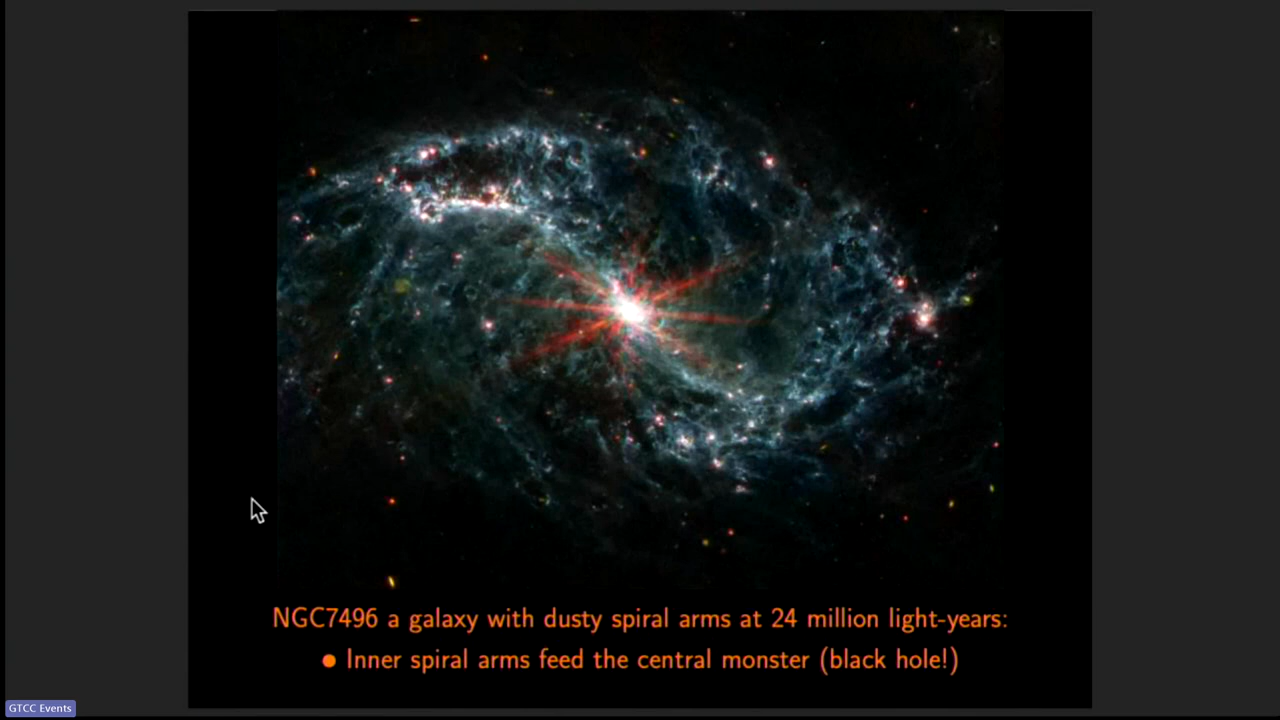 NGC7496 a galaxy with dusty spiral arms at 24 million light-years:
● Inner spiral arms feed the central monster (black hole!)
GTCC Events